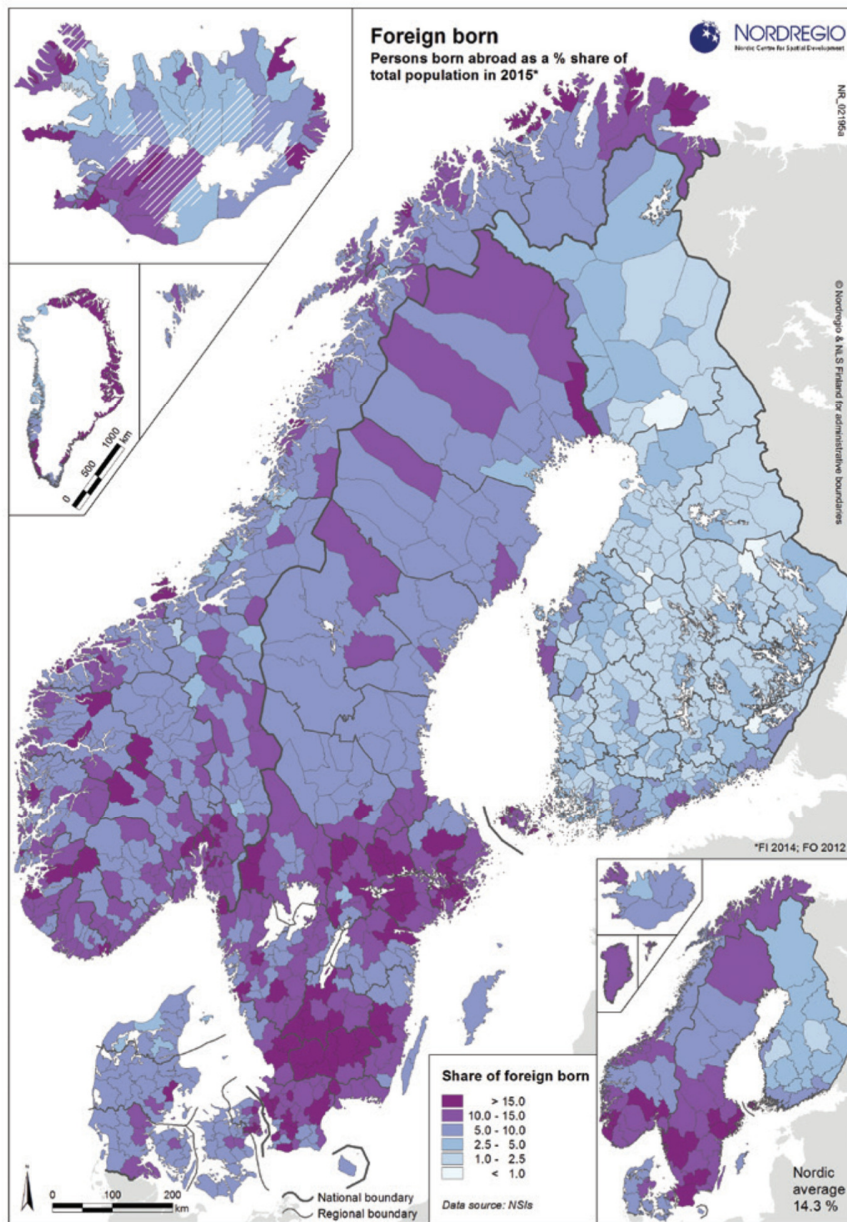 Foreign born
Persons born abroad as a % share of
total population in 2015*
NORDREGIO
Nordic Centre for Spatial Development
NR_02195a
© Nordregio & NLS Finland for administrative boundaries
0 500 1000
km
*FI 2014; FO 2012
Share of foreign born
> 15.0
10.0 - 15.0
5.0 - 10.0
2.5 - 5.0
1.0 - 2.5
< 1.0
Data source: NSIs
Nordic
average
14.3 %
0 100 200
km
National boundary
Regional boundary